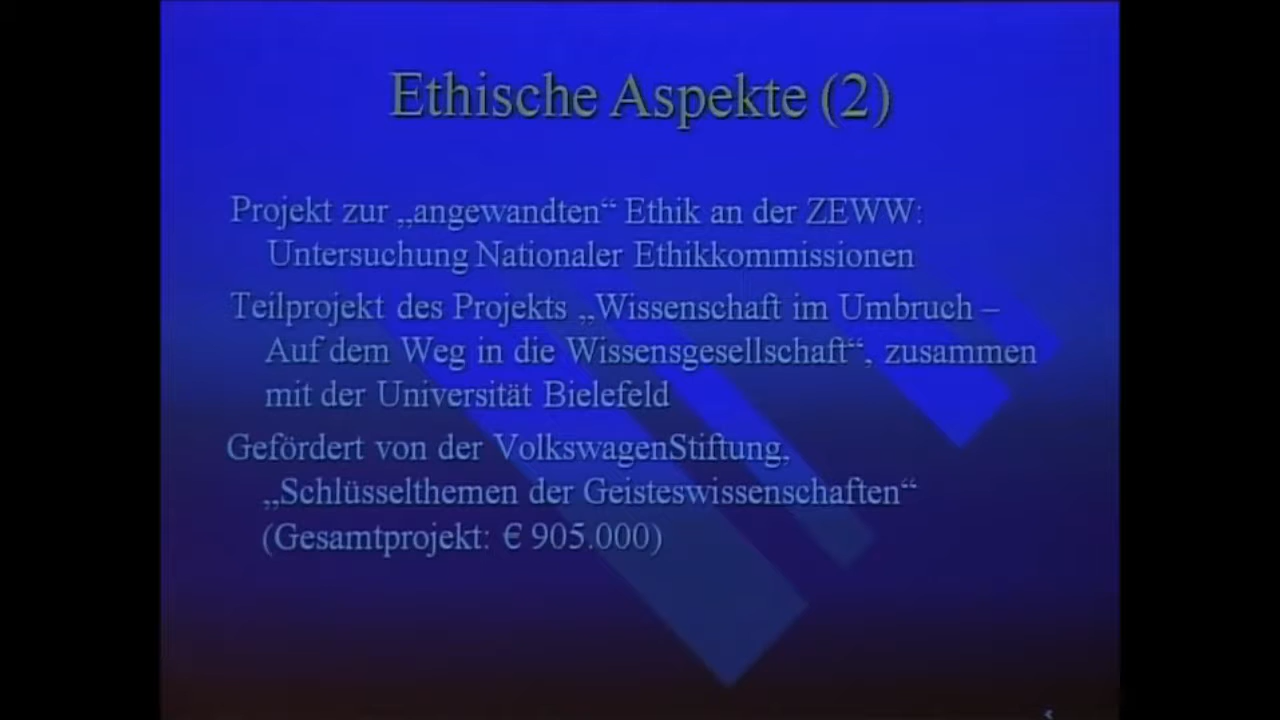 Ethische Aspekte (2)
Projekt zur „angewandten“ Ethik an der ZEWW:
Untersuchung Nationaler Ethikkommissionen
Teilprojekt des Projekts „Wissenschaft im Umbruch –
Auf dem Weg in die Wissensgesellschaft“, zusammen
mit der Universität Bielefeld
Gefördert von der VolkswagenStiftung,
„Schlüsselthemen der Geisteswissenschaften“
(Gesamtprojekt: € 905.000)